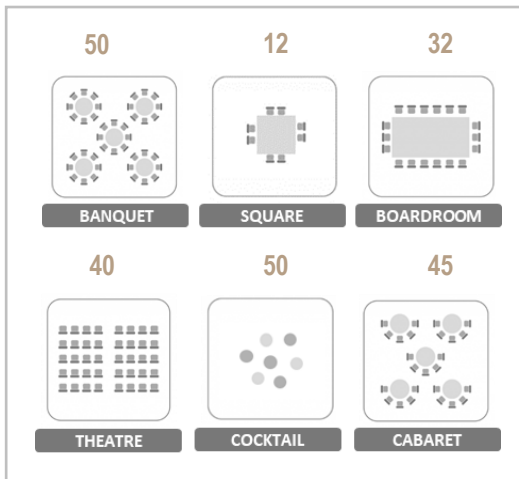 50 12 32
BANQUET SQUARE BOARDROOM
40 50 45
THEATRE COCKTAIL CABARET